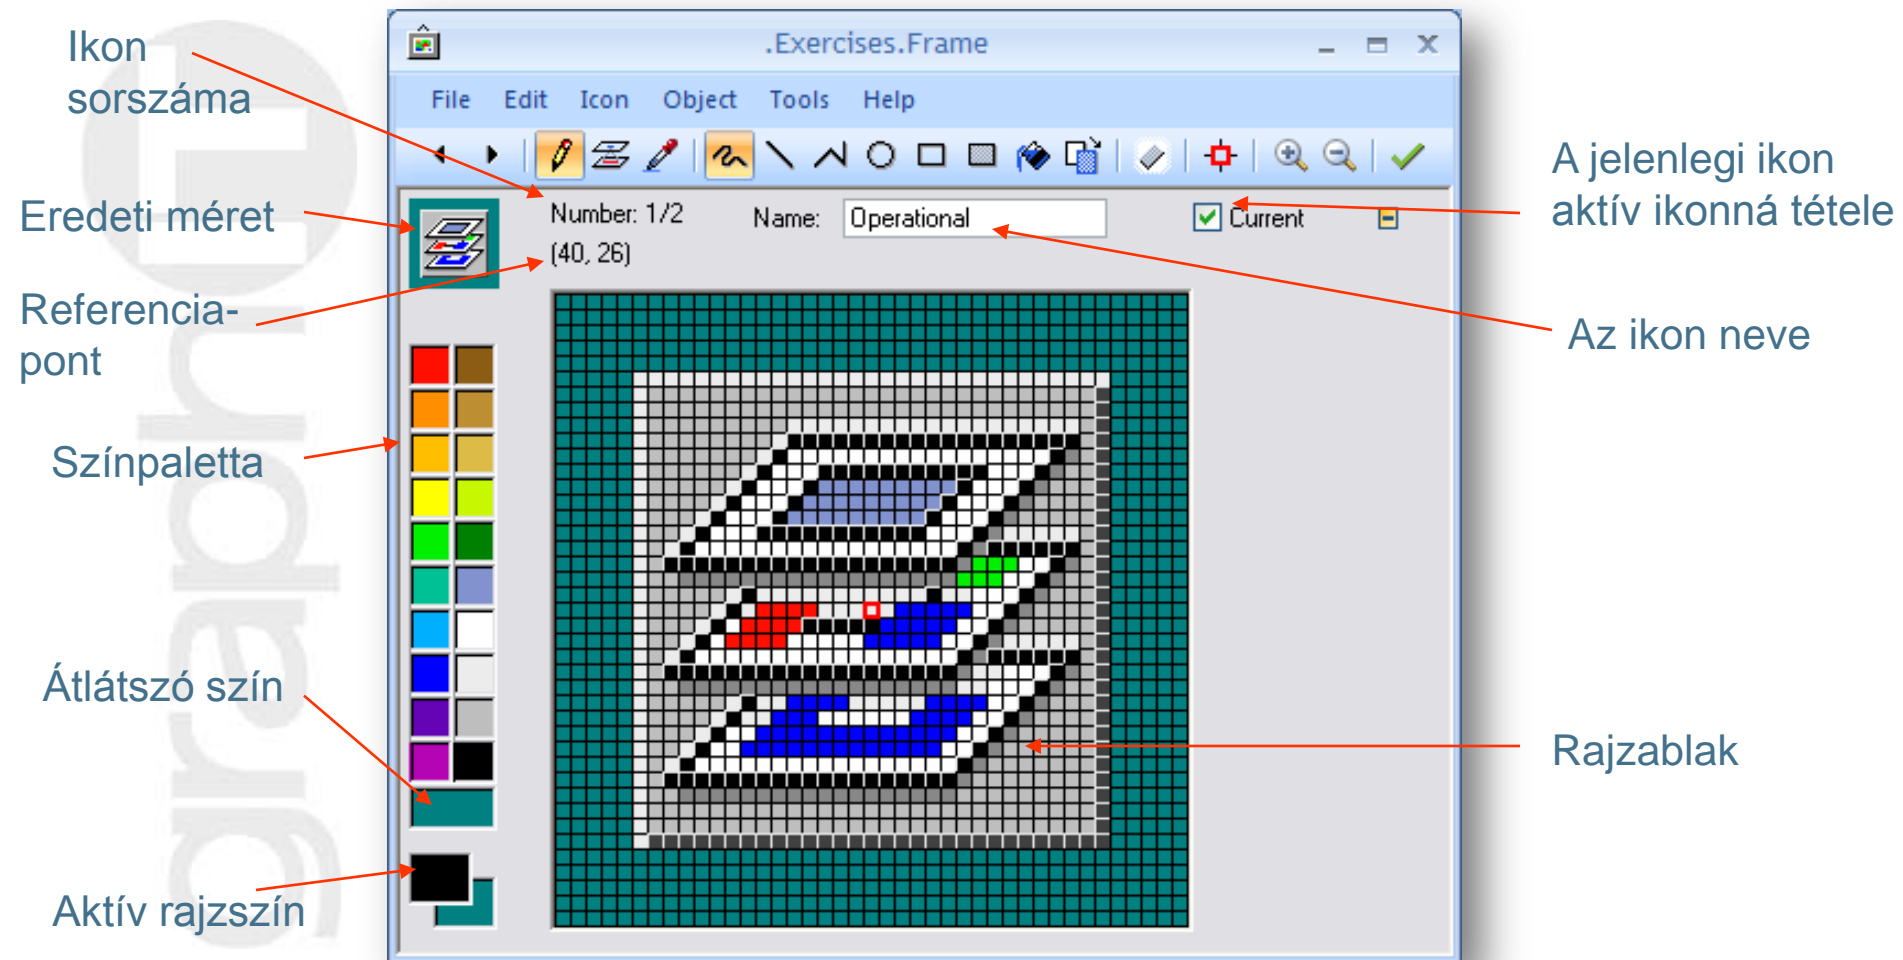 Ikon
sorszáma
Eredeti méret
Referencia-
pont
Színpaletta
Átlátszó szín
Aktív rajzszín
.Exercises.Frame
File Edit Icon Object Tools Help
Number: 1/2 Name: Operational Current
(40, 26)
A jelenlegi ikon
aktív ikonná tétele
Az ikon neve
Rajzablak
graph